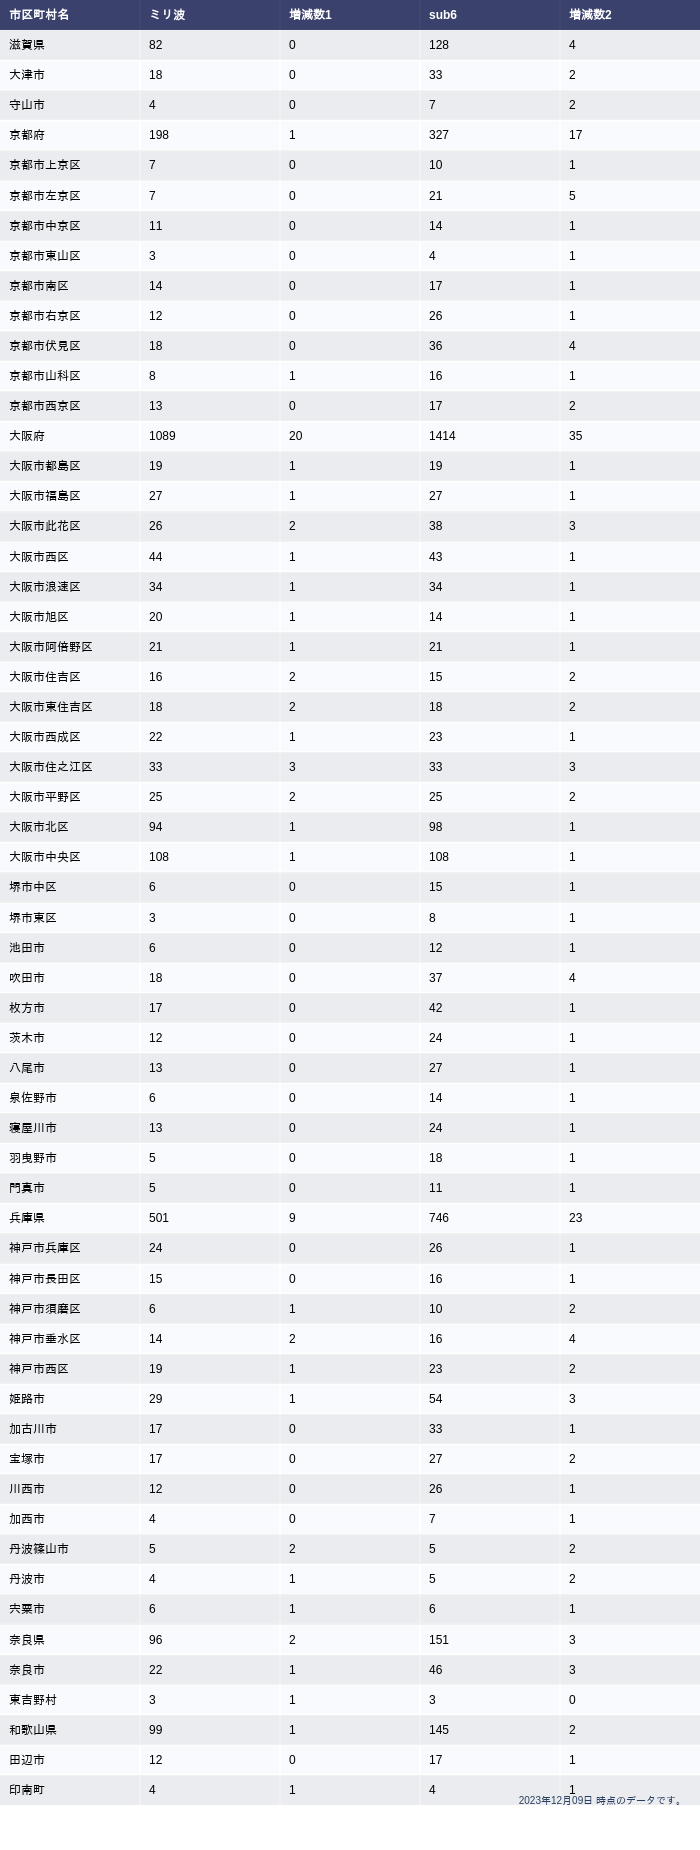 市区町村名 ミリ波 増減数1 sub6 増減数2
滋賀県 82 0 128 4
大津市 18 0 33 2
守山市 4 0 7 2
京都府 198 1 327 17
京都市上京区 7 0 10 1
京都市左京区 7 0 21 5
京都市中京区 11 0 14 1
京都市東山区 3 0 4 1
京都市南区 14 0 17 1
京都市右京区 12 0 26 1
京都市伏見区 18 0 36 4
京都市山科区 8 1 16 1
京都市西京区 13 0 17 2
大阪府 1089 20 1414 35
大阪市都島区 19 1 19 1
大阪市福島区 27 1 27 1
大阪市此花区 26 2 38 3
大阪市西区 44 1 43 1
大阪市浪速区 34 1 34 1
大阪市旭区 20 1 14 1
大阪市阿倍野区 21 1 21 1
大阪市住吉区 16 2 15 2
大阪市東住吉区 18 2 18 2
大阪市西成区 22 1 23 1
大阪市住之江区 33 3 33 3
大阪市平野区 25 2 25 2
大阪市北区 94 1 98 1
大阪市中央区 108 1 108 1
堺市中区 6 0 15 1
堺市東区 3 0 8 1
池田市 6 0 12 1
吹田市 18 0 37 4
枚方市 17 0 42 1
茨木市 12 0 24 1
八尾市 13 0 27 1
泉佐野市 6 0 14 1
寝屋川市 13 0 24 1
羽曳野市 5 0 18 1
門真市 5 0 11 1
兵庫県 501 9 746 23
神戸市兵庫区 24 0 26 1
神戸市長田区 15 0 16 1
神戸市須磨区 6 1 10 2
神戸市垂水区 14 2 16 4
神戸市西区 19 1 23 2
姫路市 29 1 54 3
加古川市 17 0 33 1
宝塚市 17 0 27 2
川西市 12 0 26 1
加西市 4 0 7 1
丹波篠山市 5 2 5 2
丹波市 4 1 5 2
宍粟市 6 1 6 1
奈良県 96 2 151 3
奈良市 22 1 46 3
東吉野村 3 1 3 0
和歌山県 99 1 145 2
田辺市 12 0 17 1
印南町 4 1 4 1
2023年12月09日 時点のデータです。